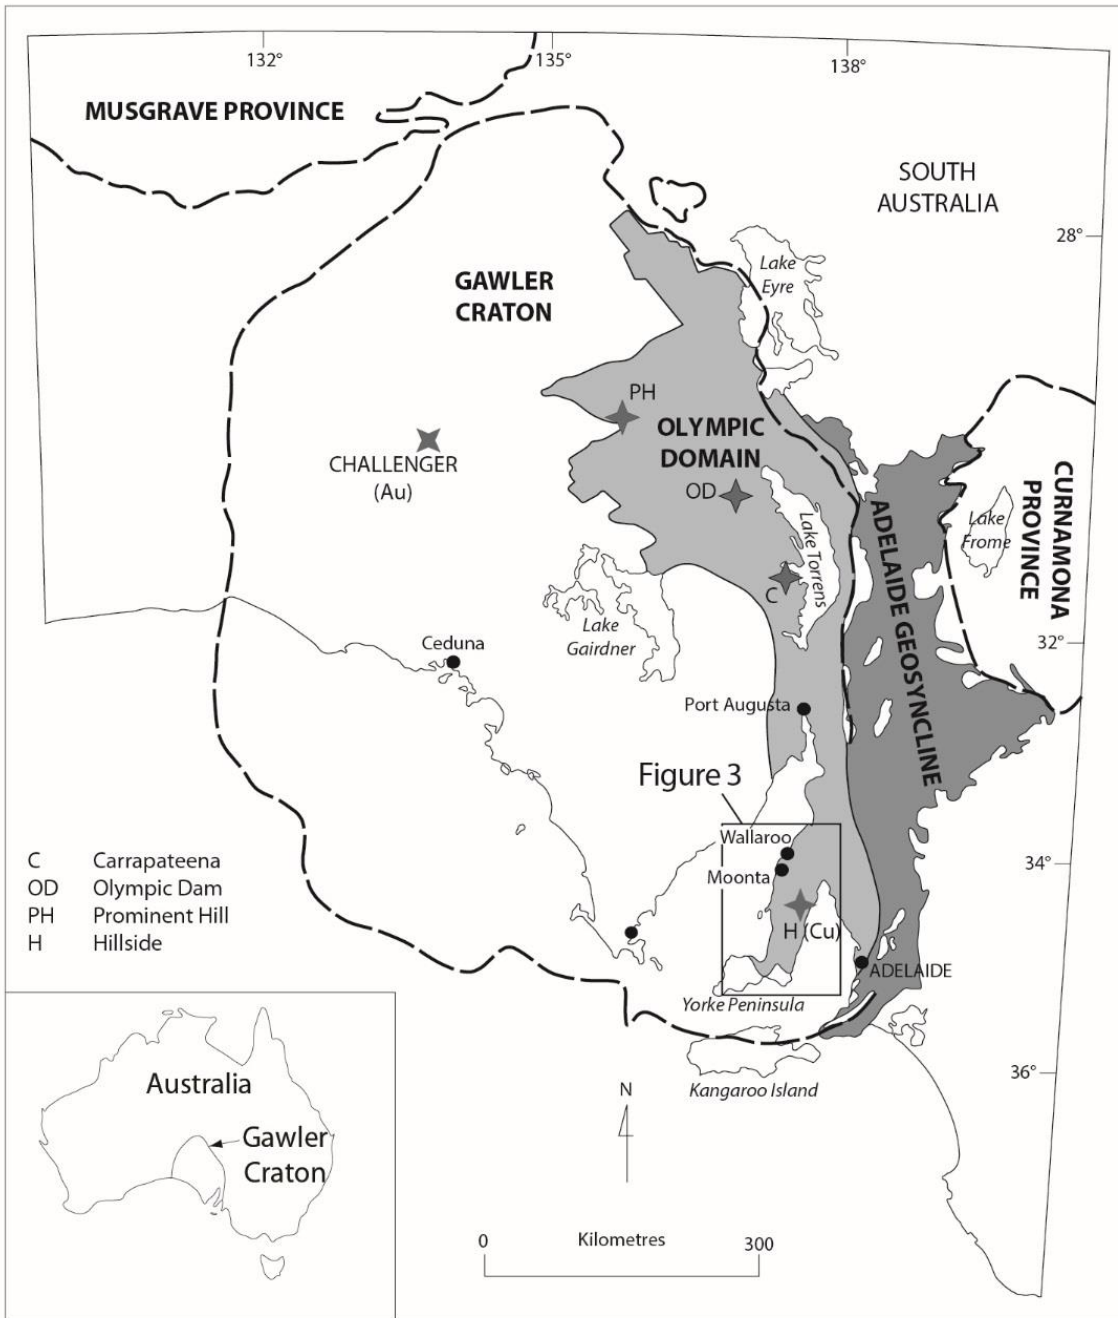 132°
135°
138°
MUSGRAVE PROVINCE
SOUTH
AUSTRALIA
28°
Lake
Eyre
GAWLER
CRATON
PH
OLYMPIC
DOMAIN
CHALLENGER
(Au)
OD
Lake Torrens
ADELAIDE GEOSYNCLINE
Lake
Frome
CURNAMONA
PROVINCE
C
Lake
Gairdner
32°
Ceduna
Port Augusta
Figure 3
Wallaroo
Moonta
34°
H (Cu)
ADELAIDE
Yorke Peninsula
C Carrapateena
OD Olympic Dam
PH Prominent Hill
H Hillside
36°
Kangaroo Island
N
Australia
Gawler
Craton
0 Kilometres 300